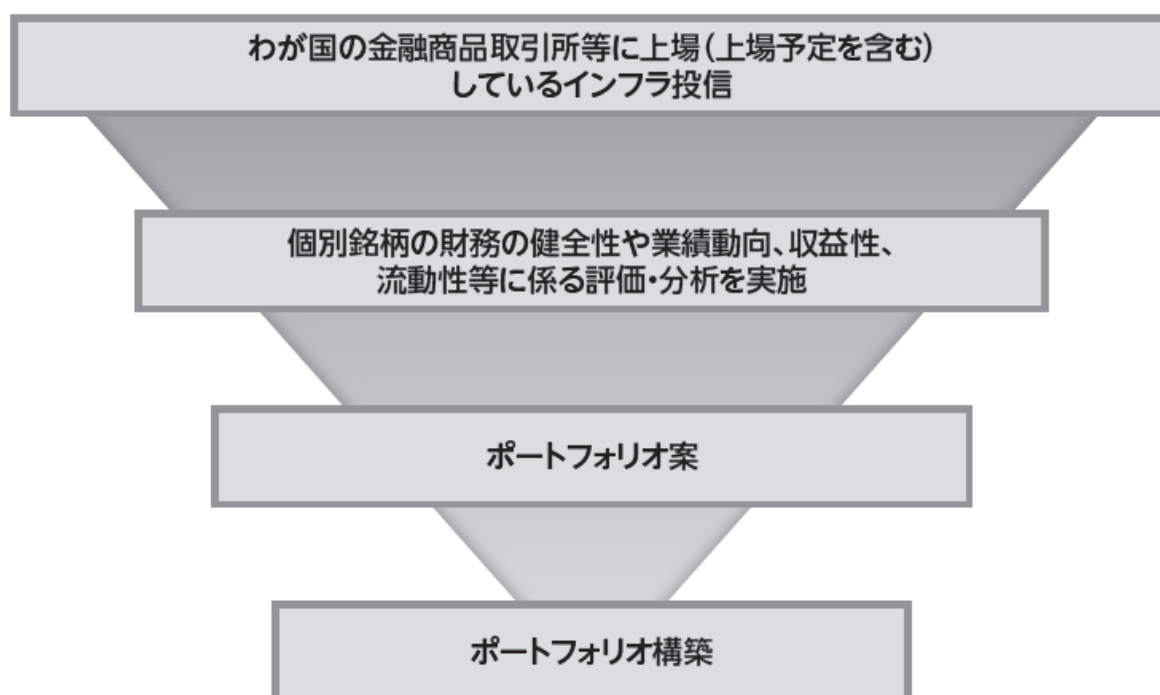 わが国の金融商品取引所等に上場(上場予定を含む)
しているインフラ投信
個別銘柄の財務の健全性や業績動向、収益性、
流動性等に係る評価・分析を実施
ポートフォリオ案
ポートフォリオ構築